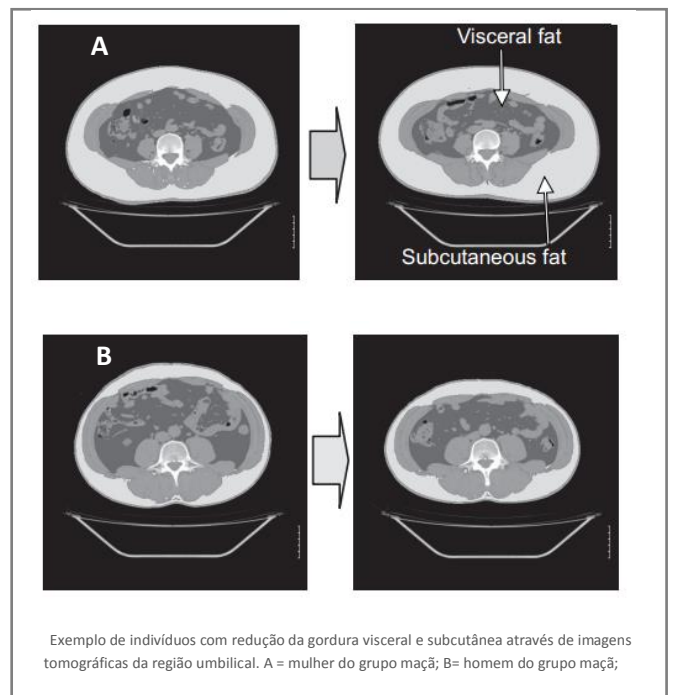 A
Visceral fat
Subcutaneous fat
B
Exemplo de indivíduos com redução da gordura visceral e subcutânea através de imagens
tomográficas da região umbilical. A = mulher do grupo maçã; B= homem do grupo maçã;